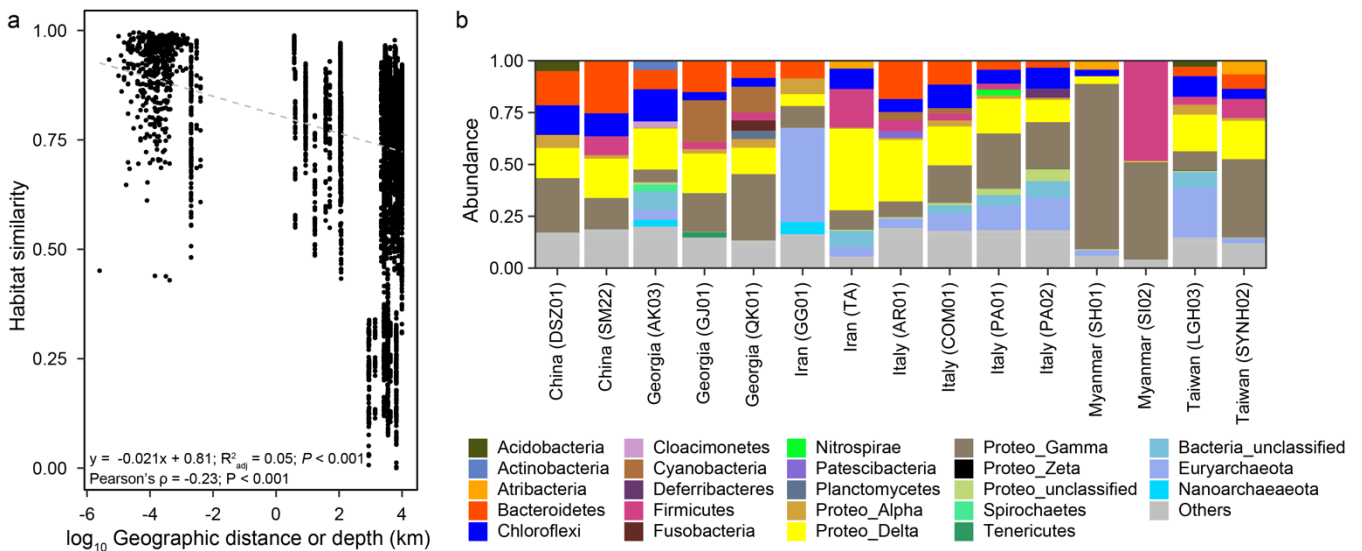 a
Habitat similarity
1.00
0.75
0.50
0.25
0.00
y = -0.021x + 0.81; R²adj = 0.05; P < 0.001
Pearson's ρ = -0.23; P < 0.001
-6 -4 -2 0 2 4
log10 Geographic distance or depth (km)
b
Abundance
1.00
0.75
0.50
0.25
0.00
China (DSZ01)
China (SM22)
Georgia (AK03)
Georgia (GJ01)
Georgia (QK01)
Iran (GG01)
Iran (TA)
Italy (AR01)
Italy (COM01)
Italy (PA01)
Italy (PA02)
Myanmar (SH01)
Myanmar (SI02)
Taiwan (LGH03)
Taiwan (SYNH02)
Acidobacteria
Actinobacteria
Atribacteria
Bacteroidetes
Chloroflexi
Cloacimonetes
Cyanobacteria
Deferribacteres
Firmicutes
Fusobacteria
Nitrospirae
Patescibacteria
Planctomycetes
Proteo_Alpha
Proteo_Delta
Proteo_Gamma
Proteo_Zeta
Proteo_unclassified
Spirochaetes
Tenericutes
Bacteria_unclassified
Euryarchaeota
Nanoarchaeaeota
Others